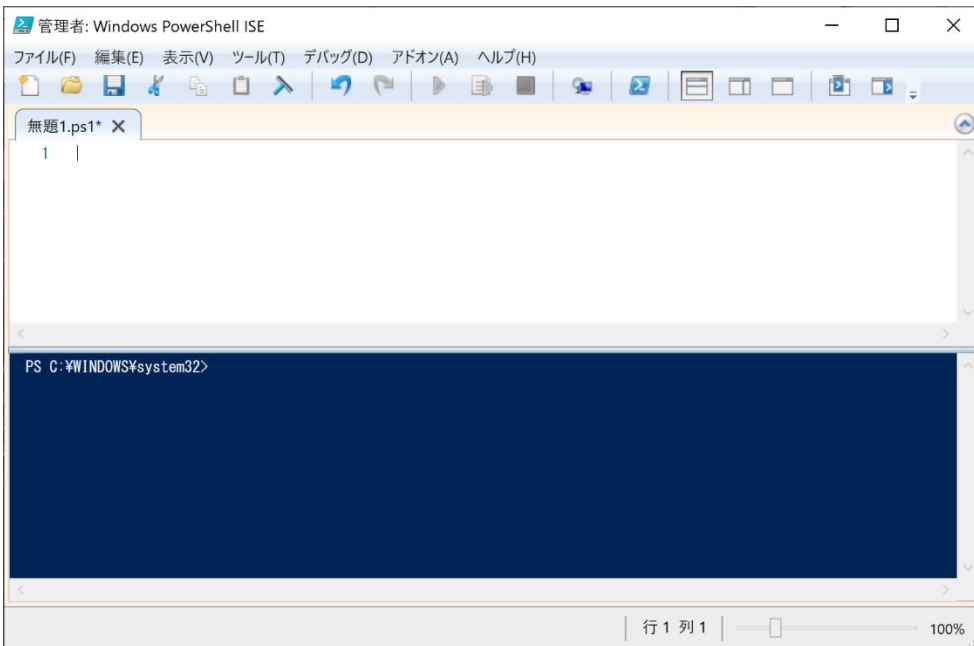 管理者: Windows PowerShell ISE
ファイル(F) 編集(E) 表示(V) ツール(T) デバッグ(D) アドオン(A) ヘルプ(H)
無題1.ps1*
1
PS C:¥WINDOWS¥system32>
行 1 列 1 100%